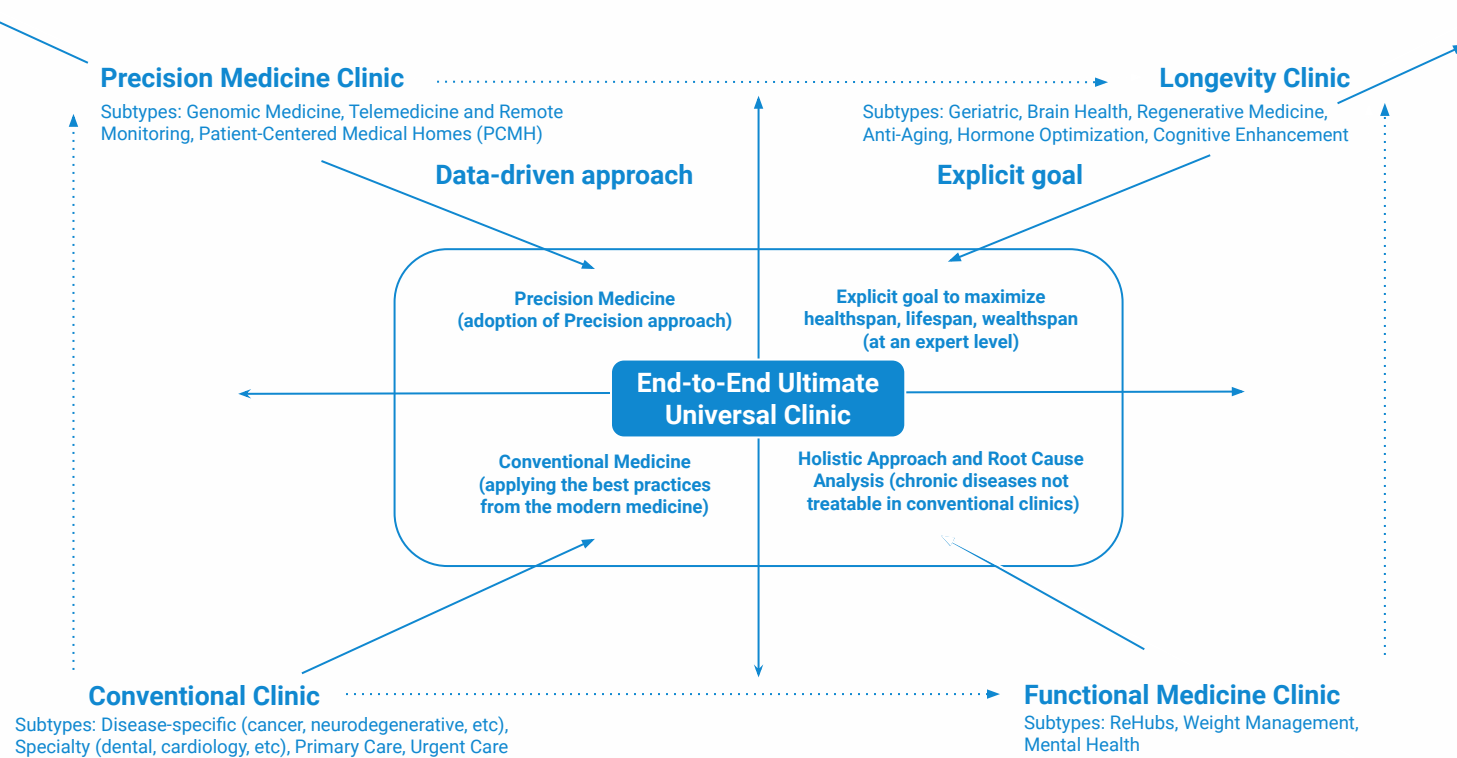 Precision Medicine Clinic
Subtypes: Genomic Medicine, Telemedicine and Remote
Monitoring, Patient-Centered Medical Homes (PCMH)
Longevity Clinic
Subtypes: Geriatric, Brain Health, Regenerative Medicine,
Anti-Aging, Hormone Optimization, Cognitive Enhancement
Data-driven approach
Explicit goal
Precision Medicine
(adoption of Precision approach)
Explicit goal to maximize
healthspan, lifespan, wealthspan
(at an expert level)
End-to-End Ultimate
Universal Clinic
Conventional Medicine
(applying the best practices
from the modern medicine)
Holistic Approach and Root Cause
Analysis (chronic diseases not
treatable in conventional clinics)
Conventional Clinic
Subtypes: Disease-specific (cancer, neurodegenerative, etc),
Specialty (dental, cardiology, etc), Primary Care, Urgent Care
Functional Medicine Clinic
Subtypes: ReHubs, Weight Management,
Mental Health